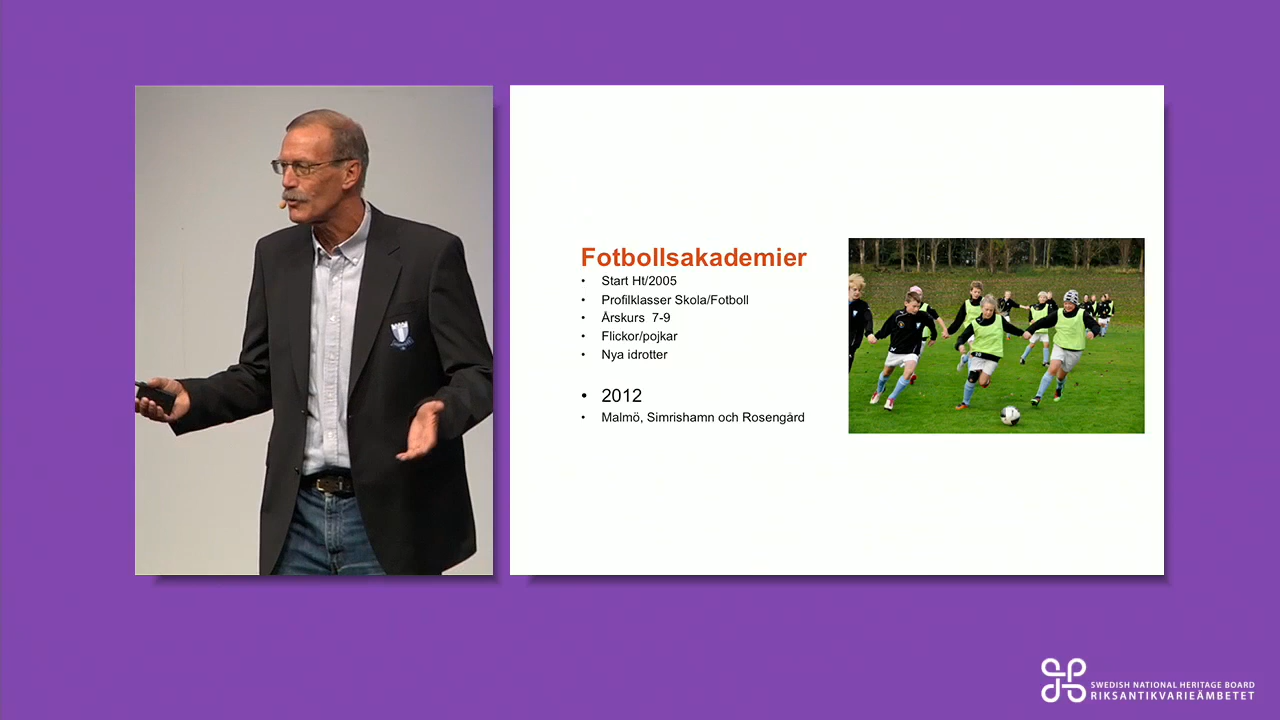 Fotbollsakademier
• Start Ht/2005
• Profilklasser Skola/Fotboll
• Årskurs 7-9
• Flickor/pojkar
• Nya idrotter
• 2012
• Malmö, Simrishamn och Rosengård
SWEDISH NATIONAL HERITAGE BOARD
RIKSANTIKVARIEÄMBETET